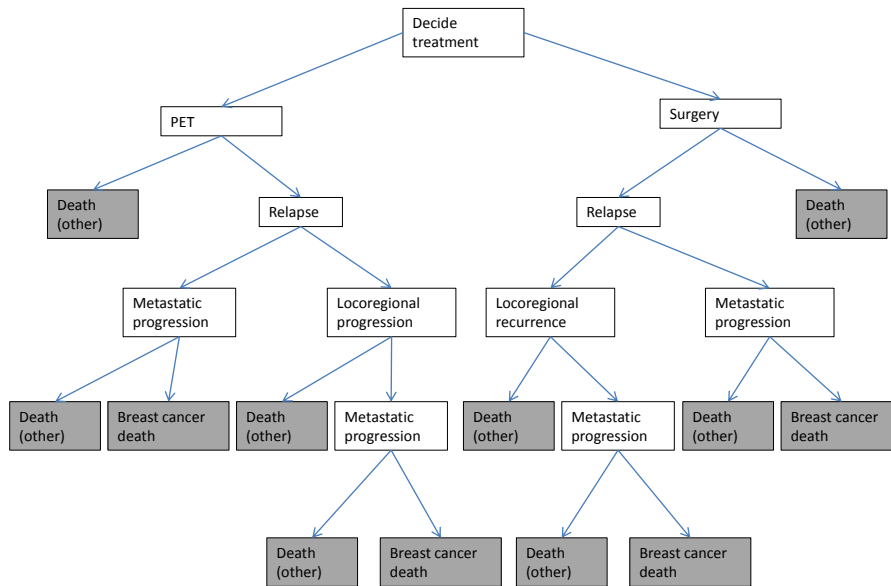 Decide
treatment
PET
Surgery
Death
(other)
Relapse
Relapse
Death
(other)
Metastatic
progression
Locoregional
progression
Locoregional
recurrence
Metastatic
progression
Death
(other)
Breast cancer
death
Death
(other)
Metastatic
progression
Death
(other)
Metastatic
progression
Death
(other)
Breast cancer
death
Death
(other)
Breast cancer
death
Death
(other)
Breast cancer
death